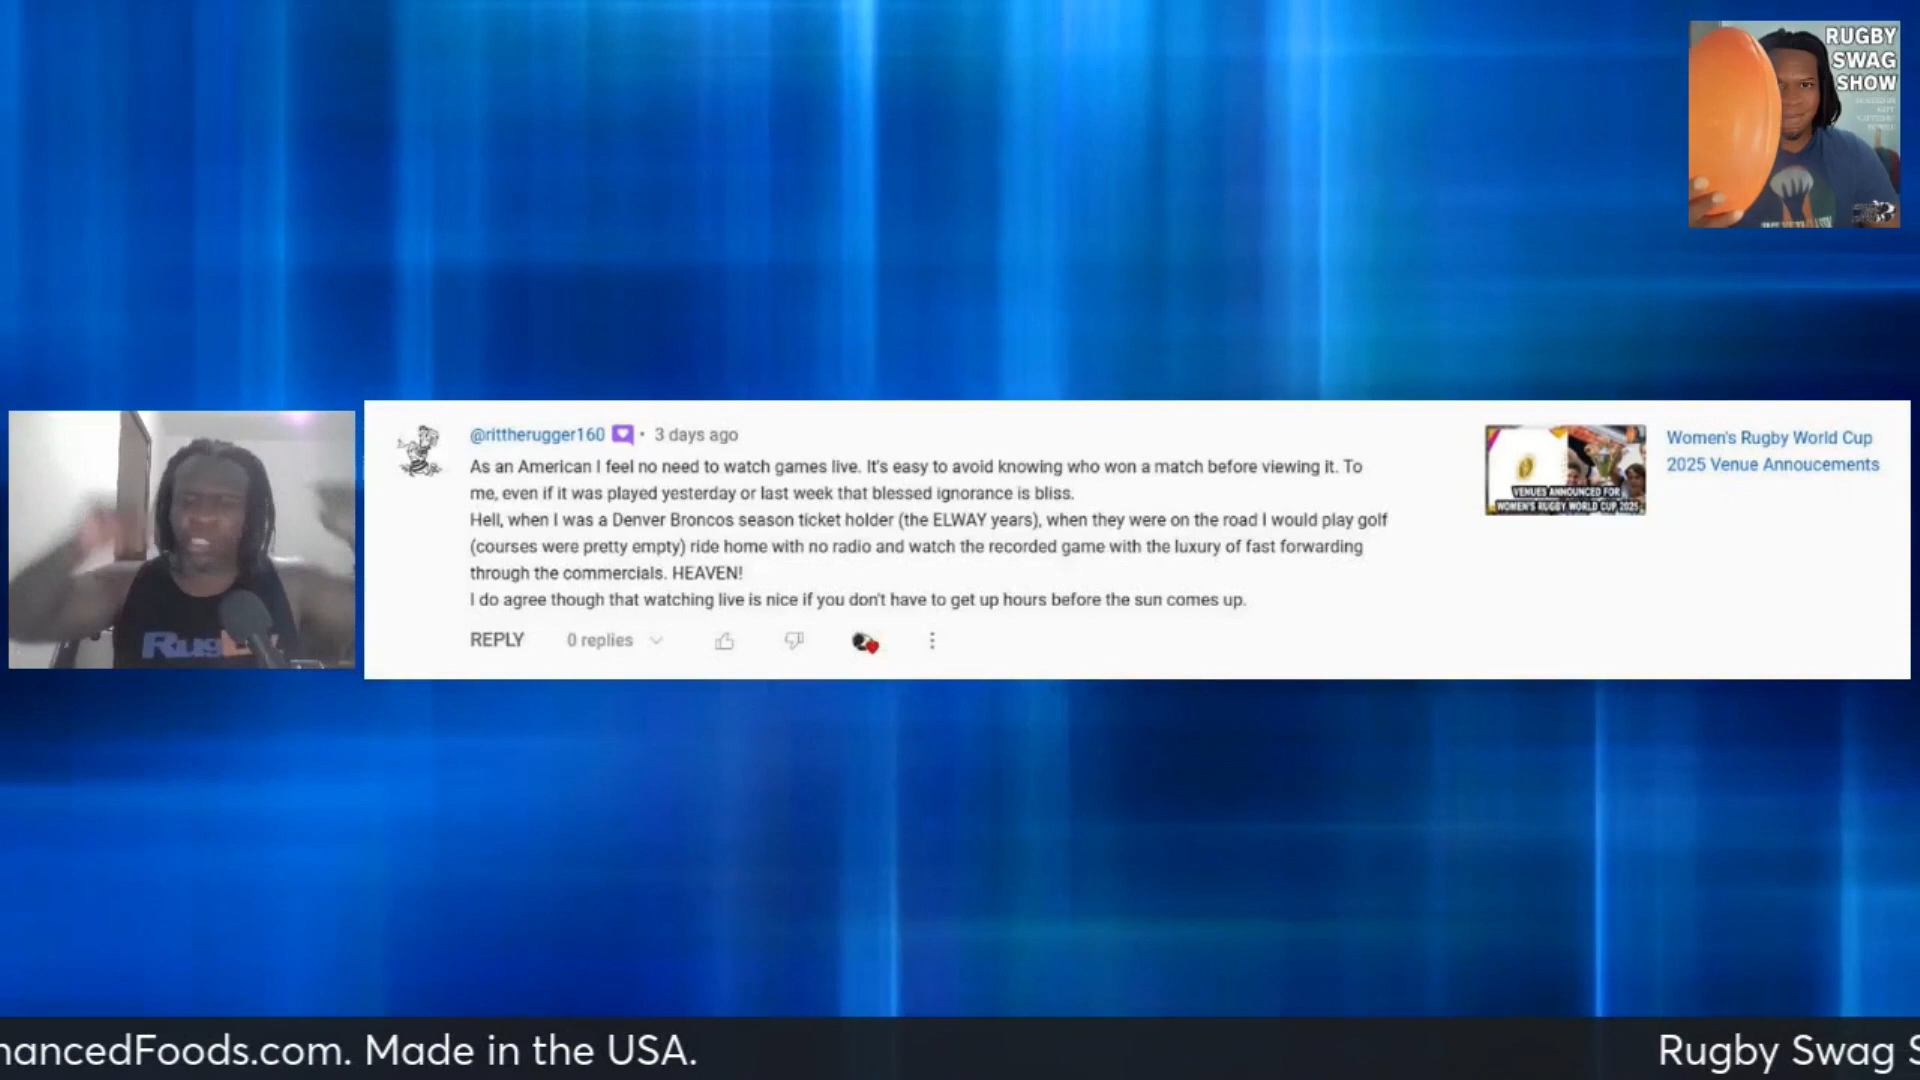 RUGBY
SWAG
SHOW
@rittherugger160 · 3 days ago
As an American I feel no need to watch games live. It's easy to avoid knowing who won a match before viewing it. To
me, even if it was played yesterday or last week that blessed ignorance is bliss.
Hell, when I was a Denver Broncos season ticket holder (the ELWAY years), when they were on the road I would play golf
(courses were pretty empty) ride home with no radio and watch the recorded game with the luxury of fast forwarding
through the commercials. HEAVEN!
I do agree though that watching live is nice if you don't have to get up hours before the sun comes up.
REPLY 0 replies
VENUES ANNOUNCED FOR
WOMEN'S RUGBY WORLD CUP 2025
Women's Rugby World Cup
2025 Venue Annoucements
nancedFoods.com. Made in the USA.
Rugby Swag S